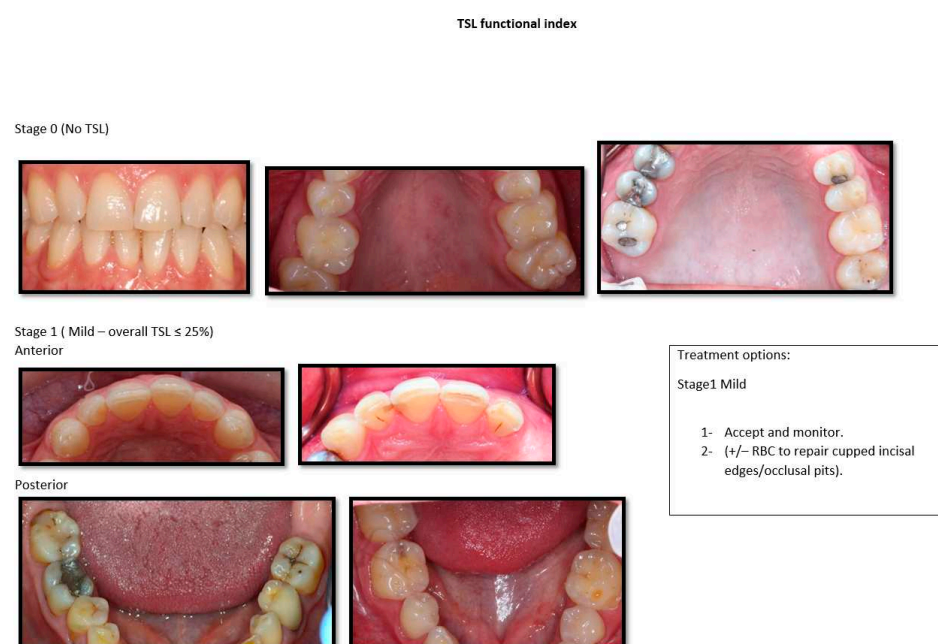 TSL functional index
Stage 0 (No TSL)
Stage 1 ( Mild – overall TSL ≤ 25%)
Anterior
Treatment options:
Stage1 Mild
1- Accept and monitor.
2- (+/– RBC to repair cupped incisal
edges/occlusal pits).
Posterior